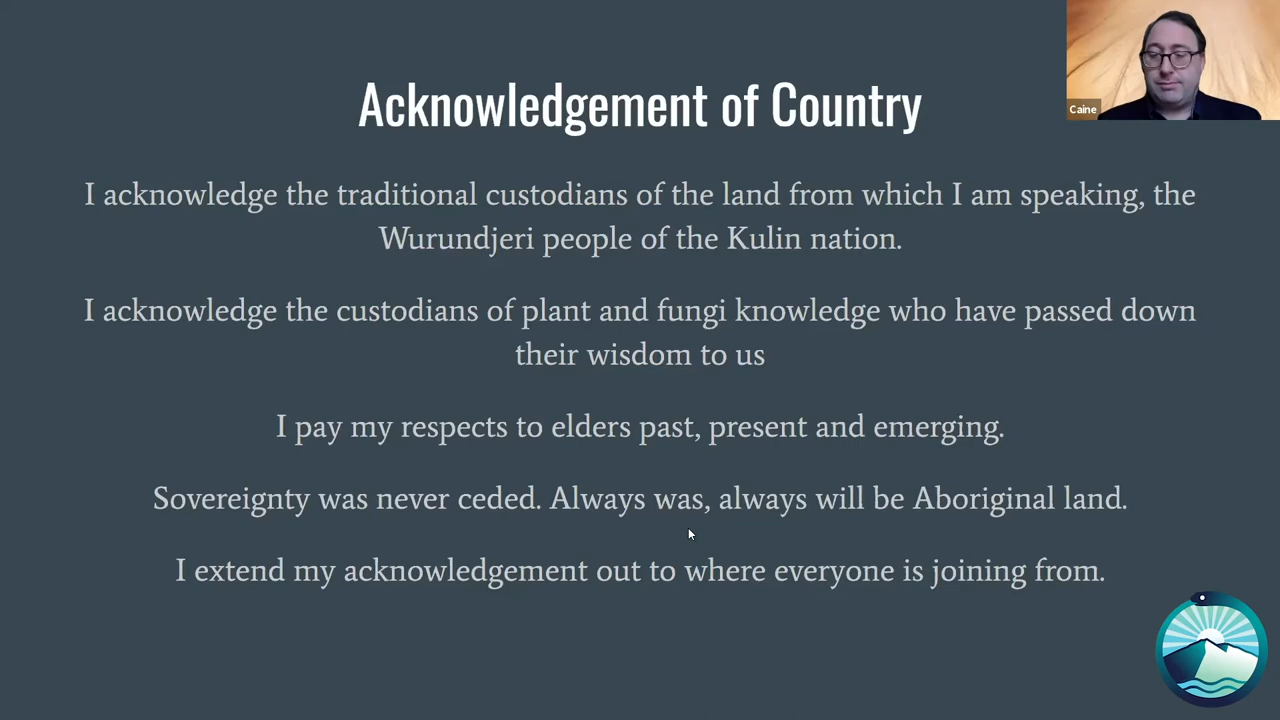 Caine
Acknowledgement of Country
I acknowledge the traditional custodians of the land from which I am speaking, the
Wurundjeri people of the Kulin nation.
I acknowledge the custodians of plant and fungi knowledge who have passed down
their wisdom to us
I pay my respects to elders past, present and emerging.
Sovereignty was never ceded. Always was, always will be Aboriginal land.
I extend my acknowledgement out to where everyone is joining from.